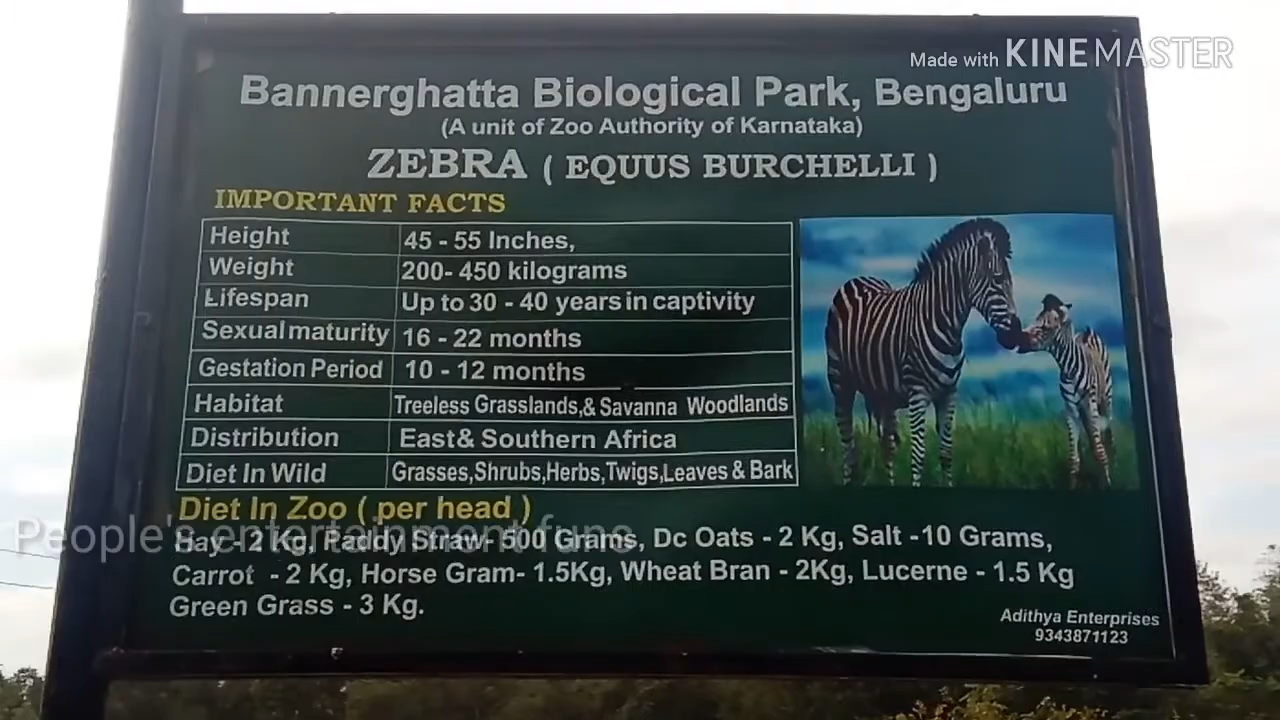 Made with KINEMASTER
Bannerghatta Biological Park, Bengaluru
(A unit of Zoo Authority of Karnataka)
ZEBRA ( EQUUS BURCHELLI )
IMPORTANT FACTS
Height 45 - 55 Inches,
Weight 200- 450 kilograms
Lifespan Up to 30 - 40 years in captivity
Sexual maturity 16 - 22 months
Gestation Period 10 - 12 months
Habitat Treeless Grasslands,& Savanna Woodlands
Distribution East& Southern Africa
Diet In Wild Grasses,Shrubs,Herbs,Twigs,Leaves & Bark
Diet In Zoo ( per head )
People's entertainment funs
Hay - 2 Kg, Paddy Straw- 500 Grams, Dc Oats - 2 Kg, Salt -10 Grams,
Carrot - 2 Kg, Horse Gram- 1.5Kg, Wheat Bran - 2Kg, Lucerne - 1.5 Kg
Green Grass - 3 Kg.
Adithya Enterprises
9343871123